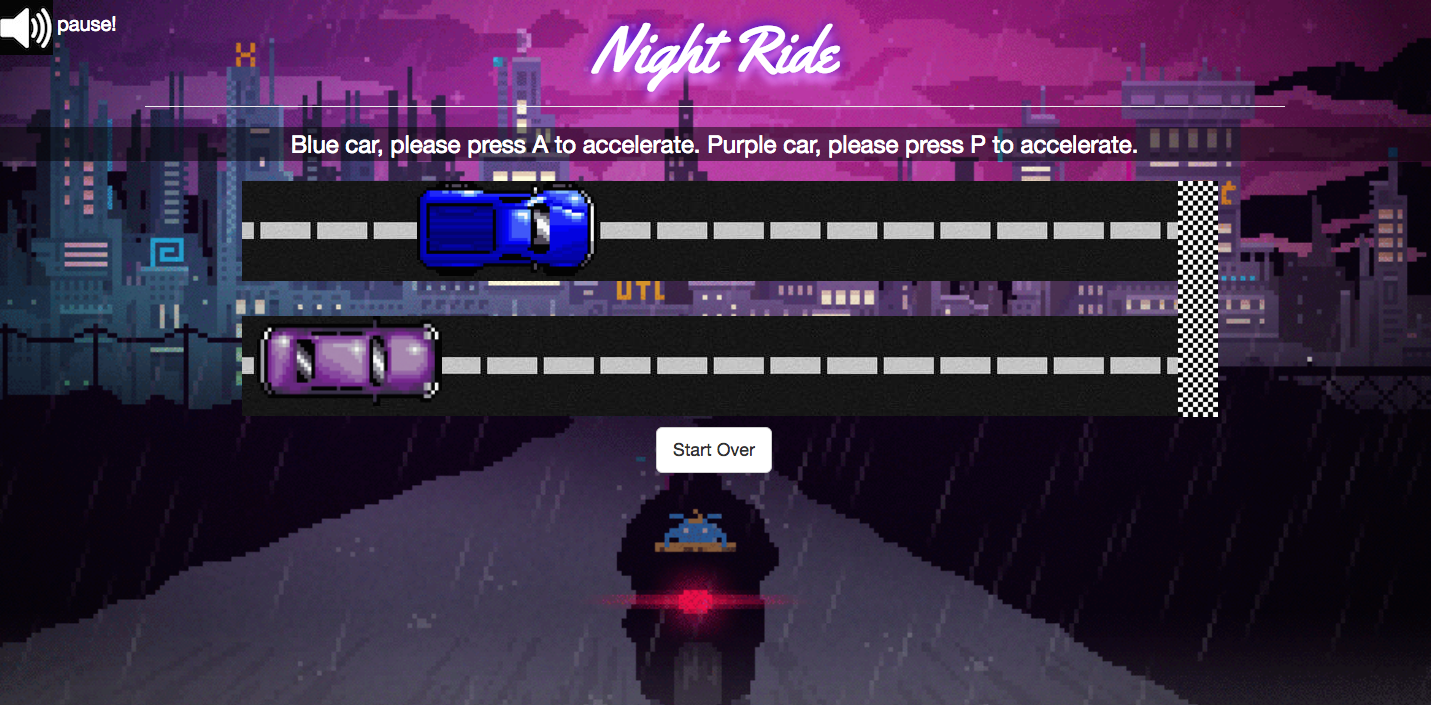 pause!
Night Ride
Blue car, please press A to accelerate. Purple car, please press P to accelerate.
UTL
Start Over